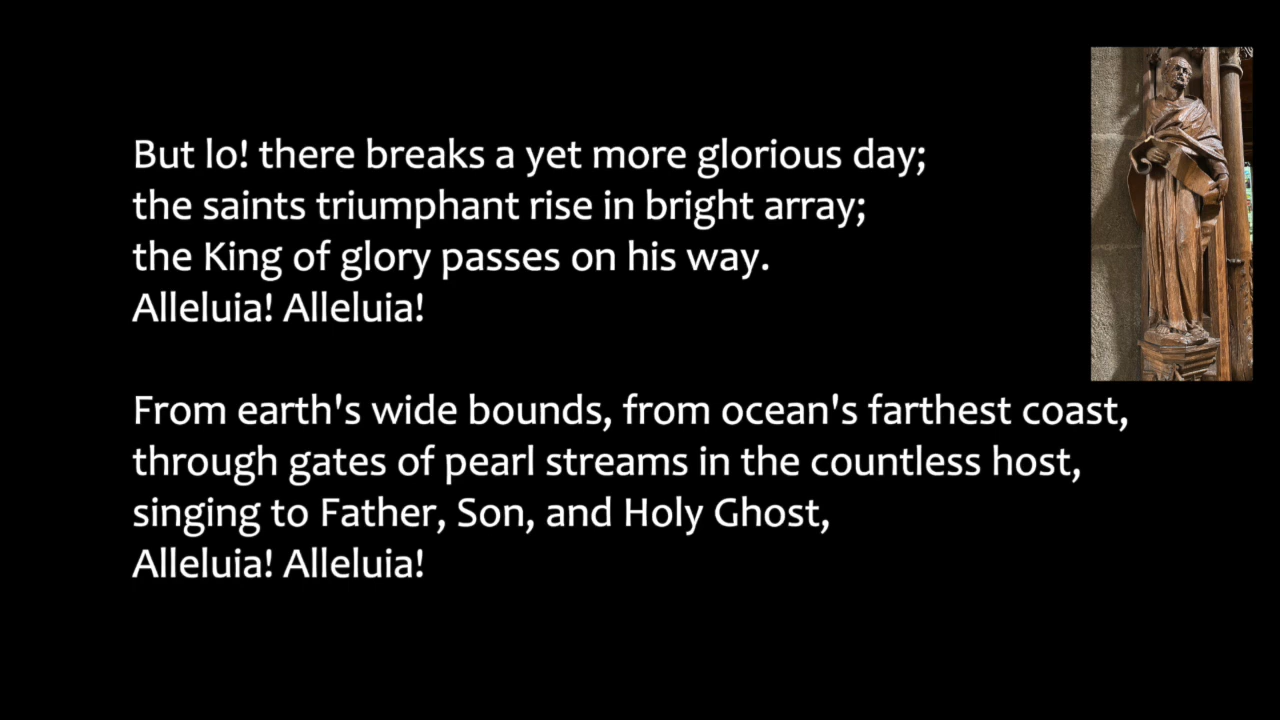 But lo! there breaks a yet more glorious day;
the saints triumphant rise in bright array;
the King of glory passes on his way.
Alleluia! Alleluia!
From earth's wide bounds, from ocean's farthest coast,
through gates of pearl streams in the countless host,
singing to Father, Son, and Holy Ghost,
Alleluia! Alleluia!